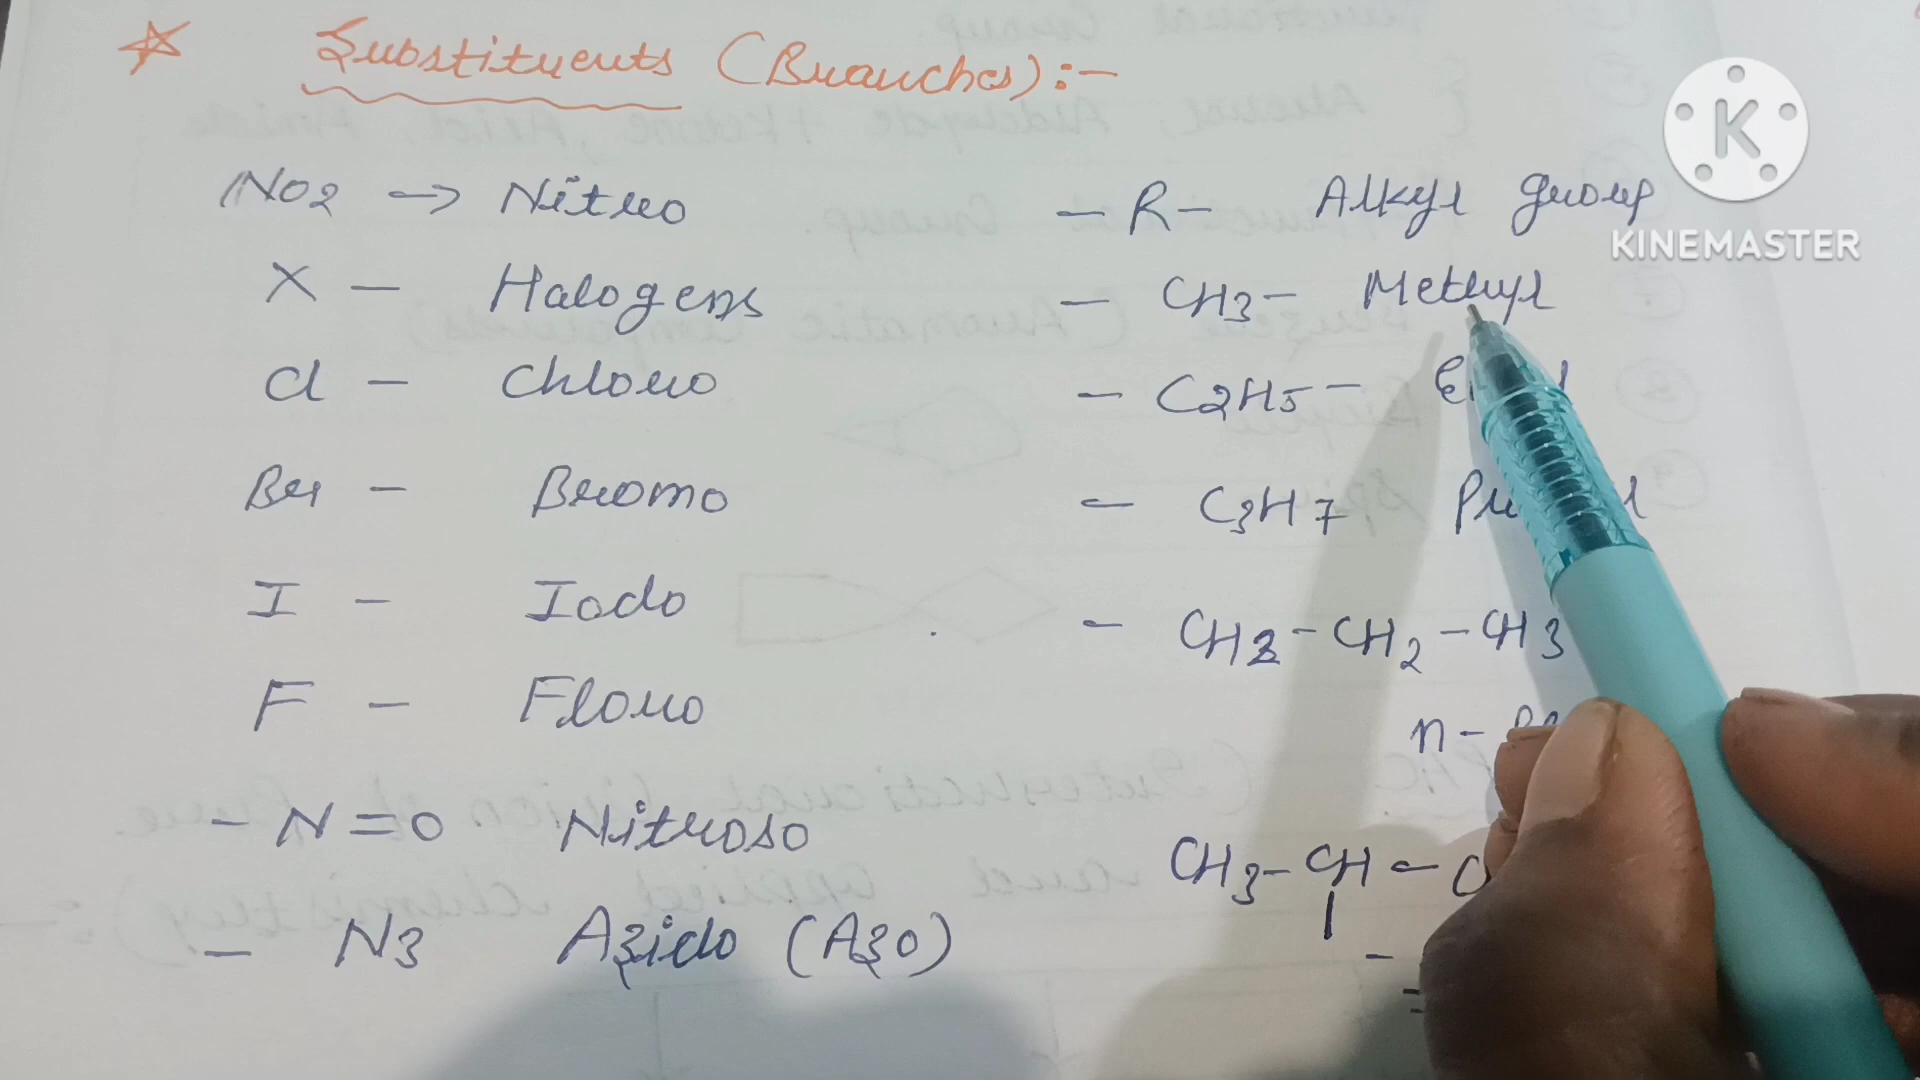 Substituents (Branches):-
NO2 → Nitro
X - Halogens
Cl - Chloro
Br - Bromo
I - Iodo
F - Floro
- N=O Nitroso
- N3 Azido (Azo)
- R- Alkyl group
- CH3- Methyl
- C2H5-
- C3H7
- CH2-CH2-CH3
n-
CH3-CH-
K
KINEMASTER